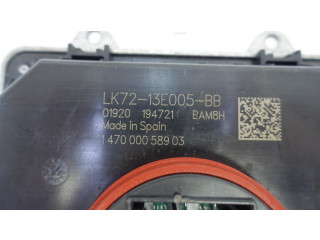 LK72-13E005-BB
01920 194721 BAM8H
Made in Spain
1 470 000 589 03